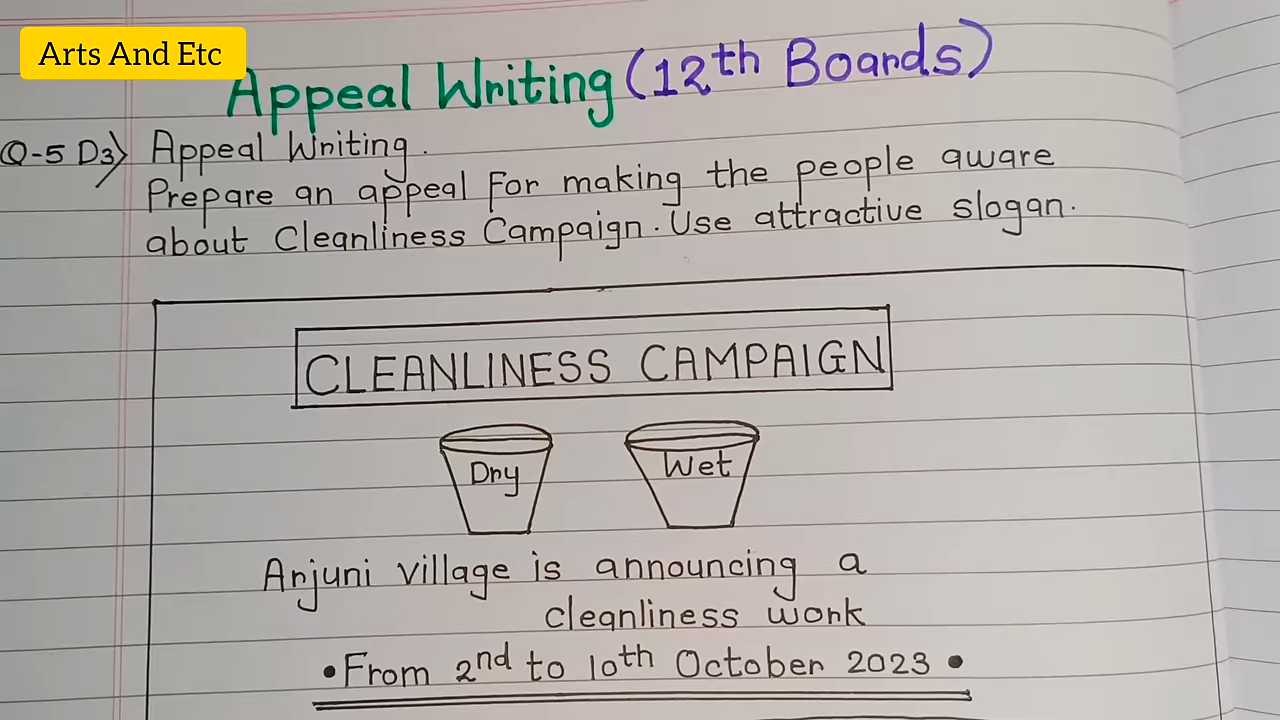 Arts And Etc
Appeal Writing (12th Boards)
Q-5 D3) Appeal Writing.
Prepare an appeal For making the people aware
about Cleanliness Campaign. Use attractive slogan.
CLEANLINESS CAMPAIGN
Dry Wet
Arjuni village is announcing a
cleanliness work
• From 2nd to 10th October 2023 •